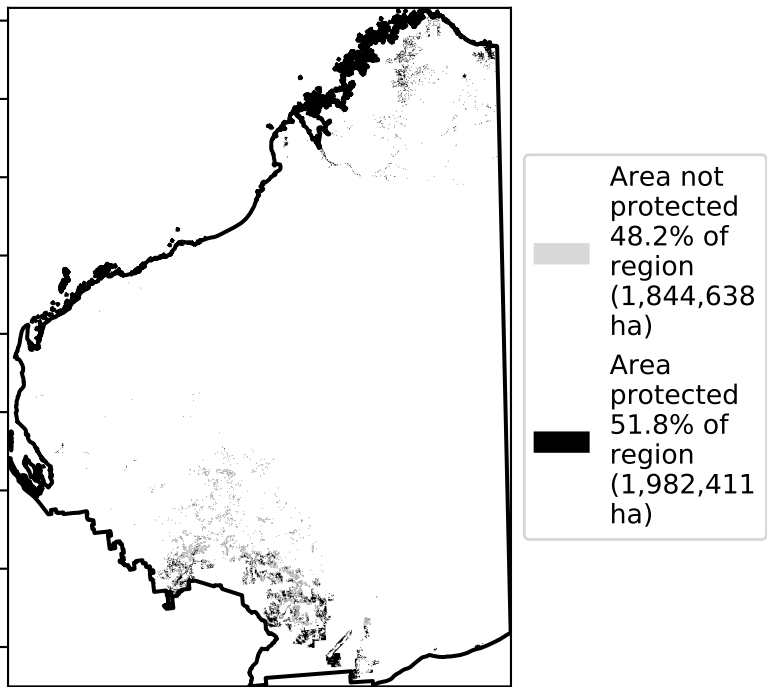 Area not
protected
48.2% of
region
(1,844,638
ha)
Area
protected
51.8% of
region
(1,982,411
ha)